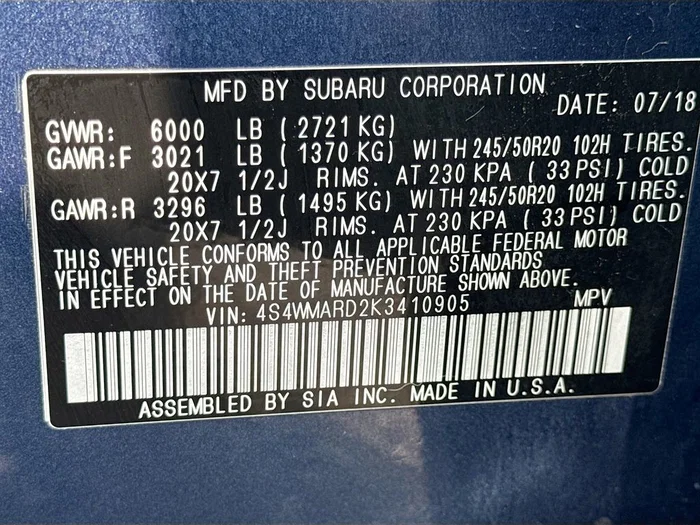 MFD BY SUBARU CORPORATION
DATE: 07/18
GVWR: 6000 LB (2721 KG)
GAWR:F 3021 LB ( 1370 KG) WITH 245/50R20 102H TIRES.
20X7 1/2J RIMS. AT 230 KPA ( 33 PSI) COLD
GAWR:R 3296 LB ( 1495 KG) WITH 245/50R20 102H TIRES.
20X7 1/2J RIMS. AT 230 KPA ( 33 PSI) COLD
THIS VEHICLE CONFORMS TO ALL APPLICABLE FEDERAL MOTOR
VEHICLE SAFETY AND THEFT PREVENTION STANDARDS
IN EFFECT ON THE DATE OF MANUFACTURE SHOWN ABOVE.
VIN: 4S4WMARD2K3410905 MPV
ASSEMBLED BY SIA INC. MADE IN U.S.A.